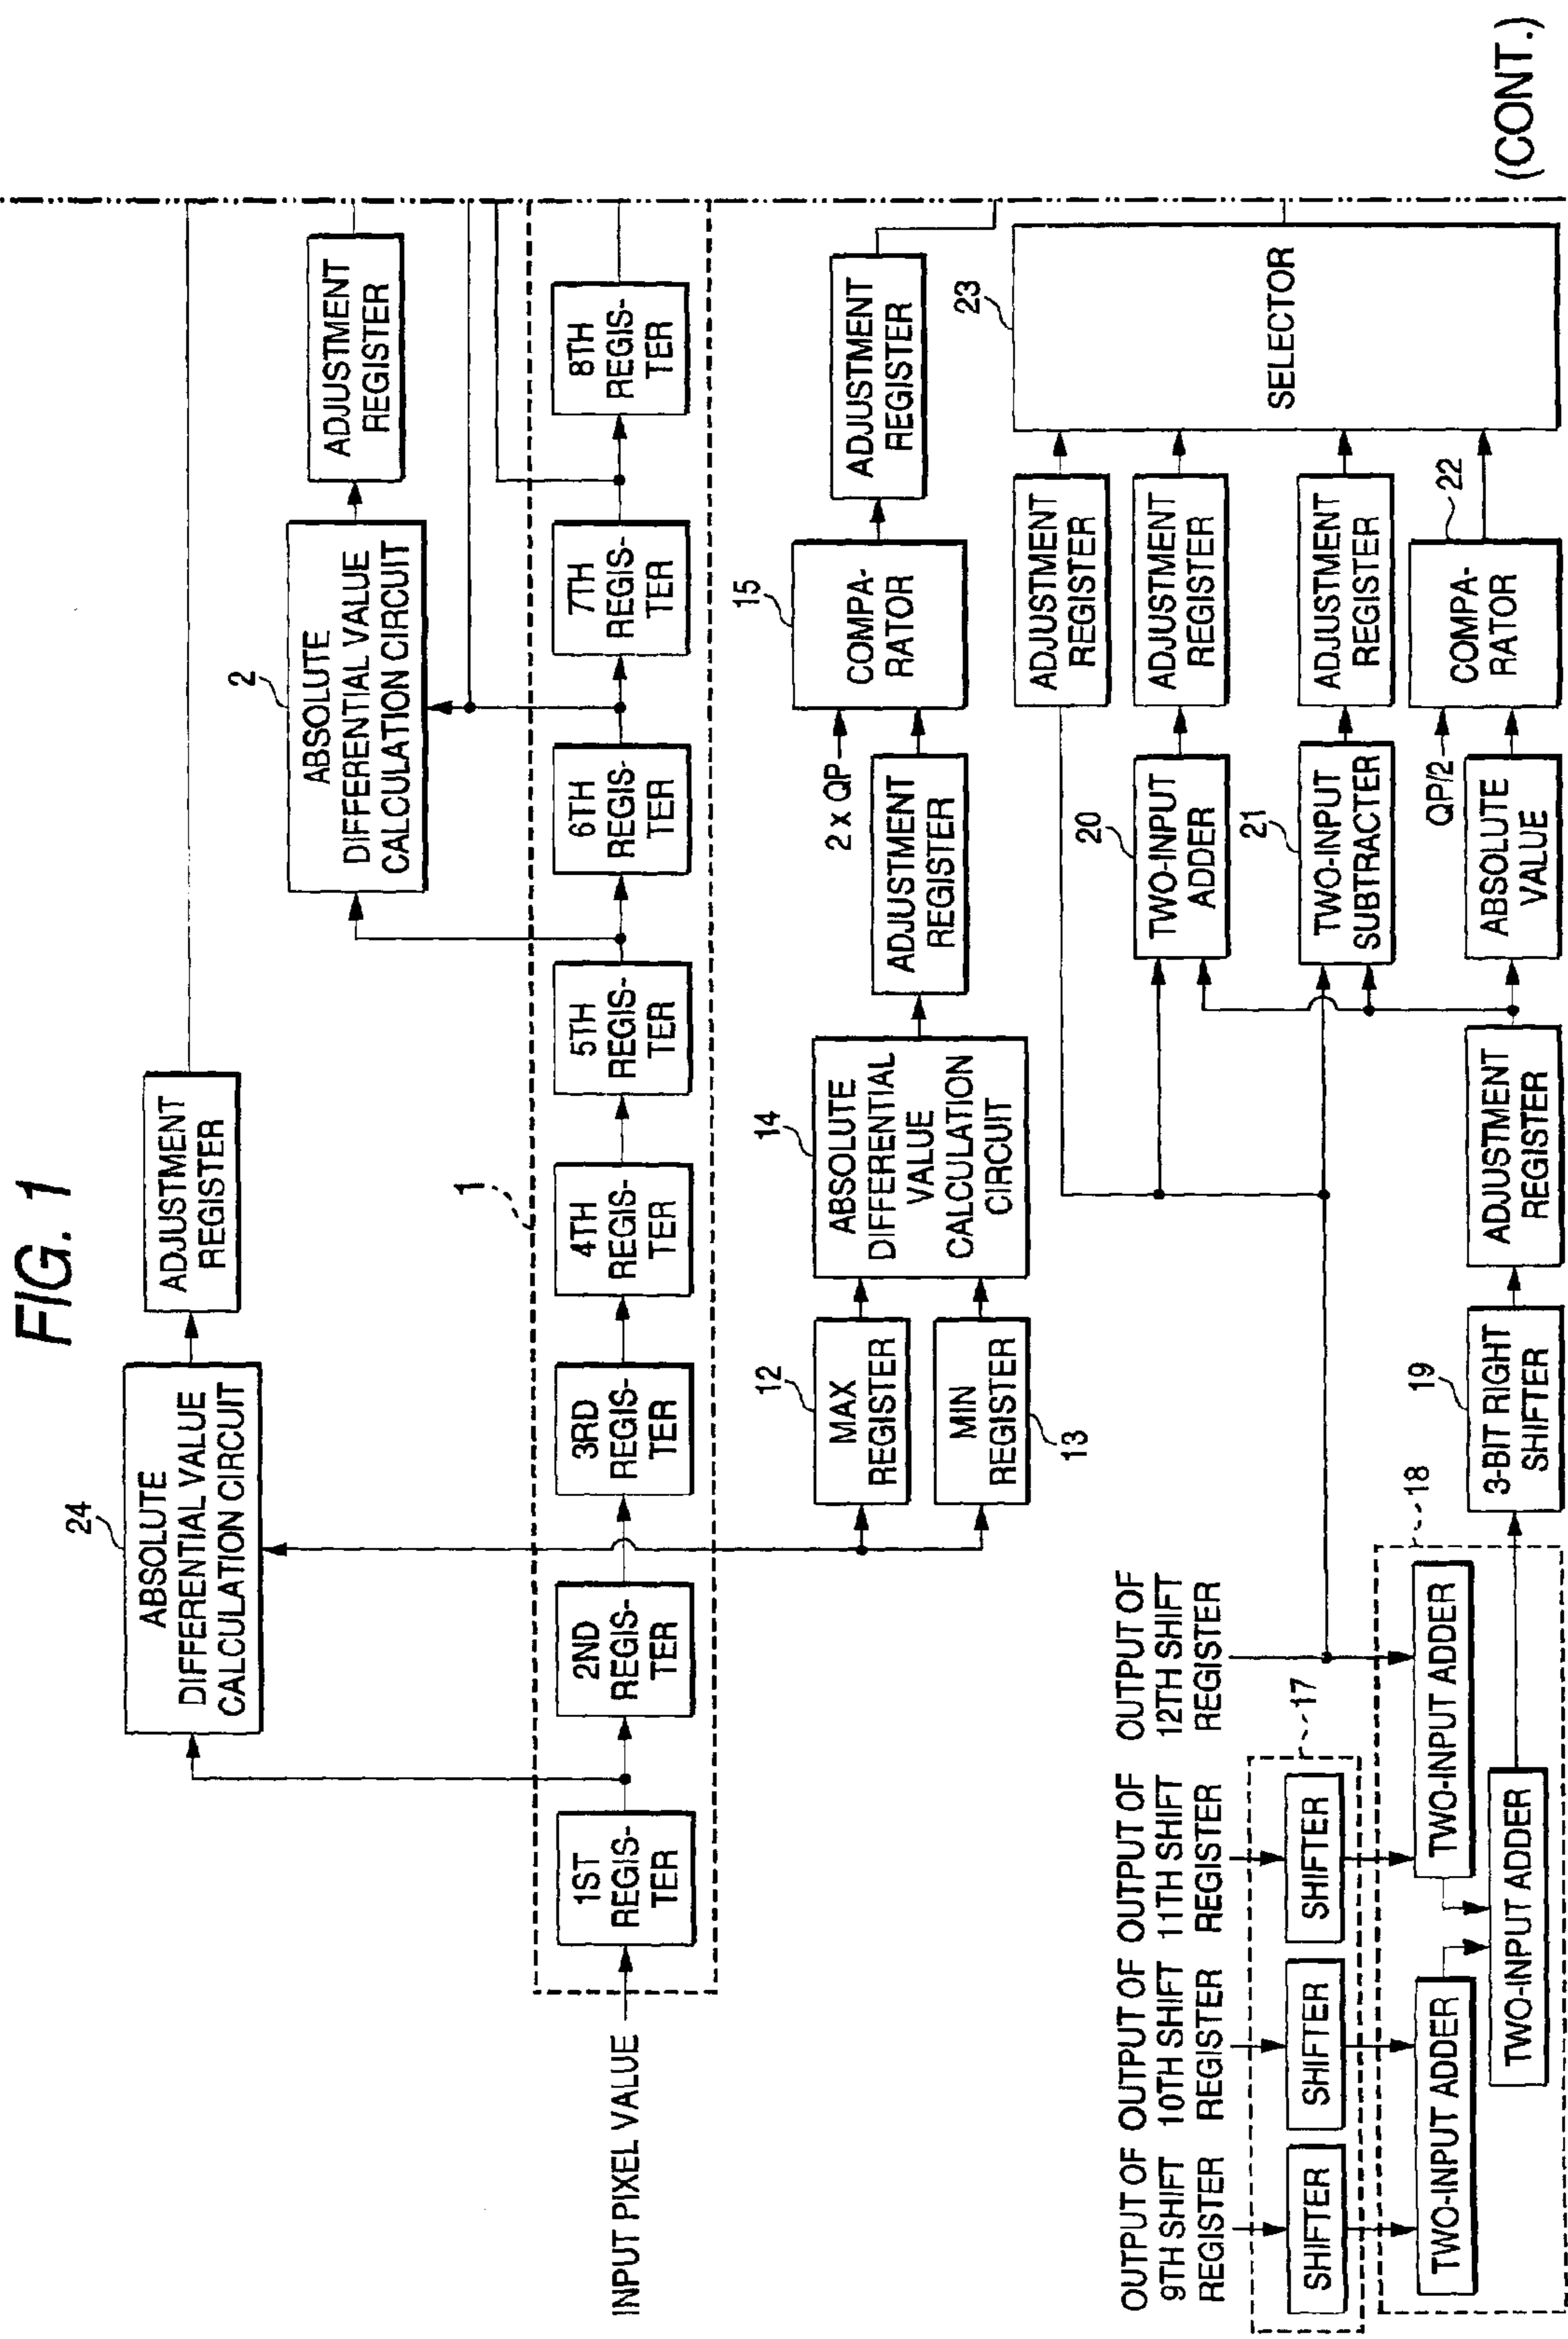 FIG. 1
24
ABSOLUTE
DIFFERENTIAL VALUE
CALCULATION CIRCUIT
ADJUSTMENT
REGISTER
2
ABSOLUTE
DIFFERENTIAL VALUE
CALCULATION CIRCUIT
ADJUSTMENT
REGISTER
1
INPUT PIXEL VALUE
1ST
REGIS-
TER
2ND
REGIS-
TER
3RD
REGIS-
TER
4TH
REGIS-
TER
5TH
REGIS-
TER
6TH
REGIS-
TER
7TH
REGIS-
TER
8TH
REGIS-
TER
12
MAX
REGISTER
MIN
REGISTER
13
14
ABSOLUTE
DIFFERENTIAL
VALUE
CALCULATION
CIRCUIT
2 x QP
ADJUSTMENT
REGISTER
15
COMPA-
RATOR
ADJUSTMENT
REGISTER
OUTPUT OF
9TH SHIFT
REGISTER
OUTPUT OF
10TH SHIFT
REGISTER
OUTPUT OF
11TH SHIFT
REGISTER
OUTPUT OF
12TH SHIFT
REGISTER
17
SHIFTER
SHIFTER
SHIFTER
18
TWO-INPUT ADDER
TWO-INPUT ADDER
TWO-INPUT ADDER
19
3-BIT RIGHT
SHIFTER
ADJUSTMENT
REGISTER
20
TWO-INPUT
ADDER
21
TWO-INPUT
SUBTRACTER
QP/2
ABSOLUTE
VALUE
ADJUSTMENT
REGISTER
ADJUSTMENT
REGISTER
ADJUSTMENT
REGISTER
22
COMPA-
RATOR
23
SELECTOR
(CONT.)